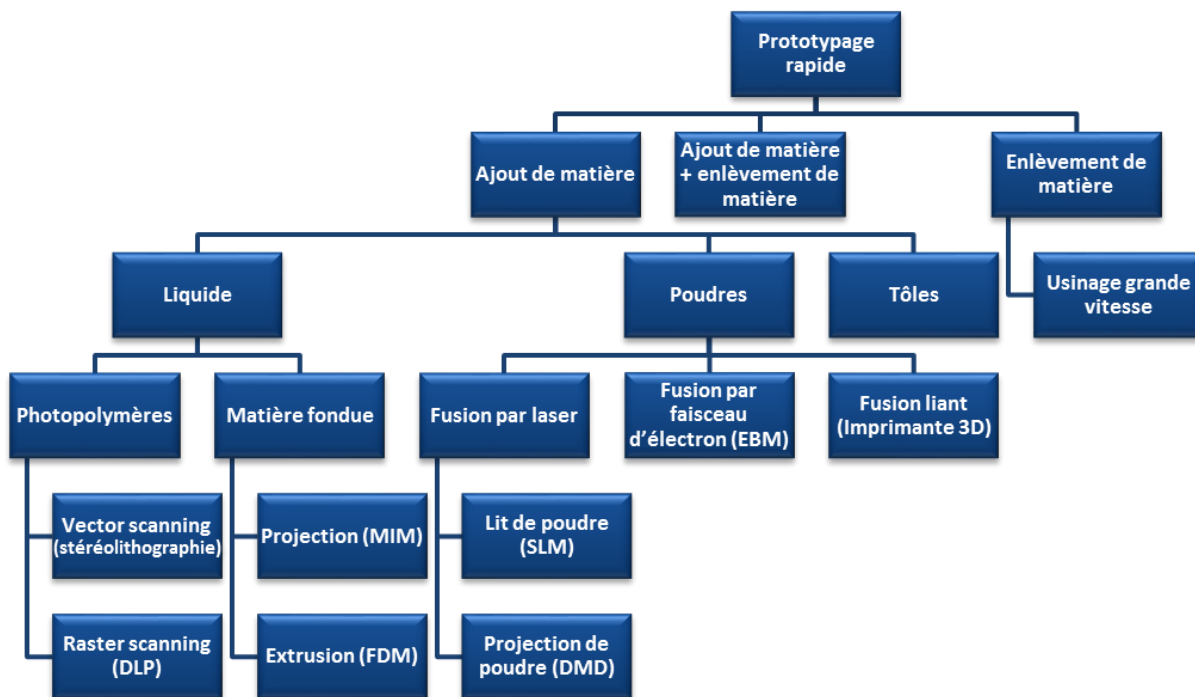 Prototypage
rapide
Ajout de matière
Ajout de matière
+ enlèvement de
matière
Enlèvement de
matière
Liquide
Poudres
Tôles
Usinage grande
vitesse
Photopolymères
Matière fondue
Fusion par laser
Fusion par
faisceau
d’électron (EBM)
Fusion liant
(Imprimante 3D)
Vector scanning
(stéréolithographie)
Projection (MIM)
Lit de poudre
(SLM)
Raster scanning
(DLP)
Extrusion (FDM)
Projection de
poudre (DMD)